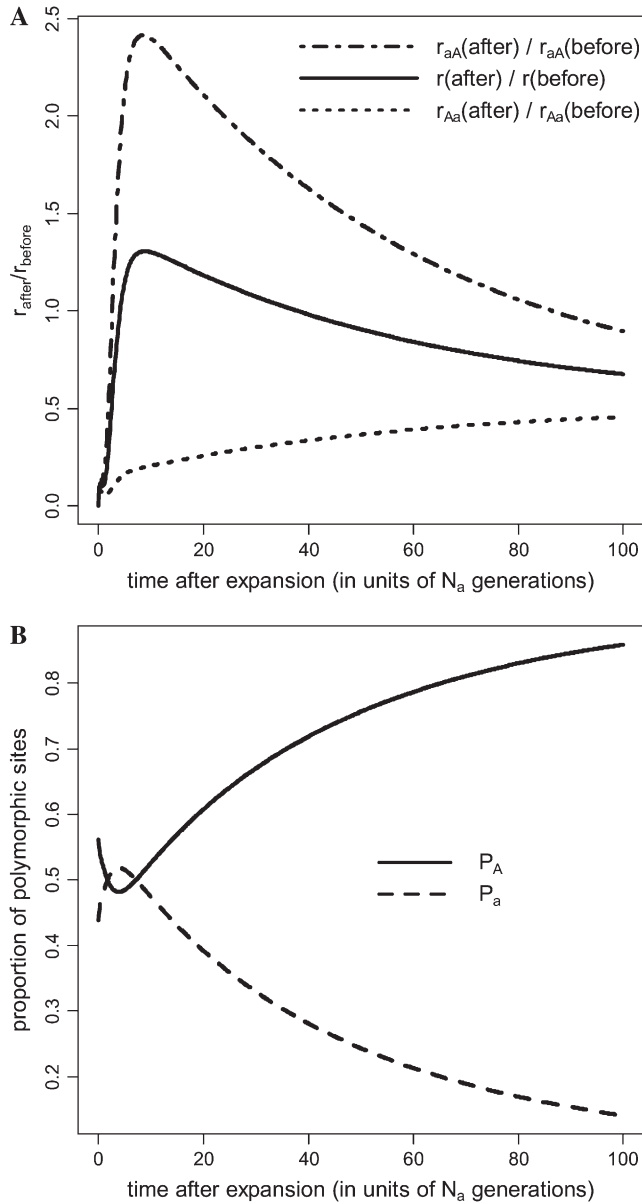 A
r_aA(after) / r_aA(before)
r(after) / r(before)
r_Aa(after) / r_Aa(before)
r_after/r_before
2.5
2.0
1.5
1.0
0.5
0.0
0 20 40 60 80 100
time after expansion (in units of N_a generations)
B
proportion of polymorphic sites
0.8
0.7
0.6
0.5
0.4
0.3
0.2
P_A
P_a
0 20 40 60 80 100
time after expansion (in units of N_a generations)